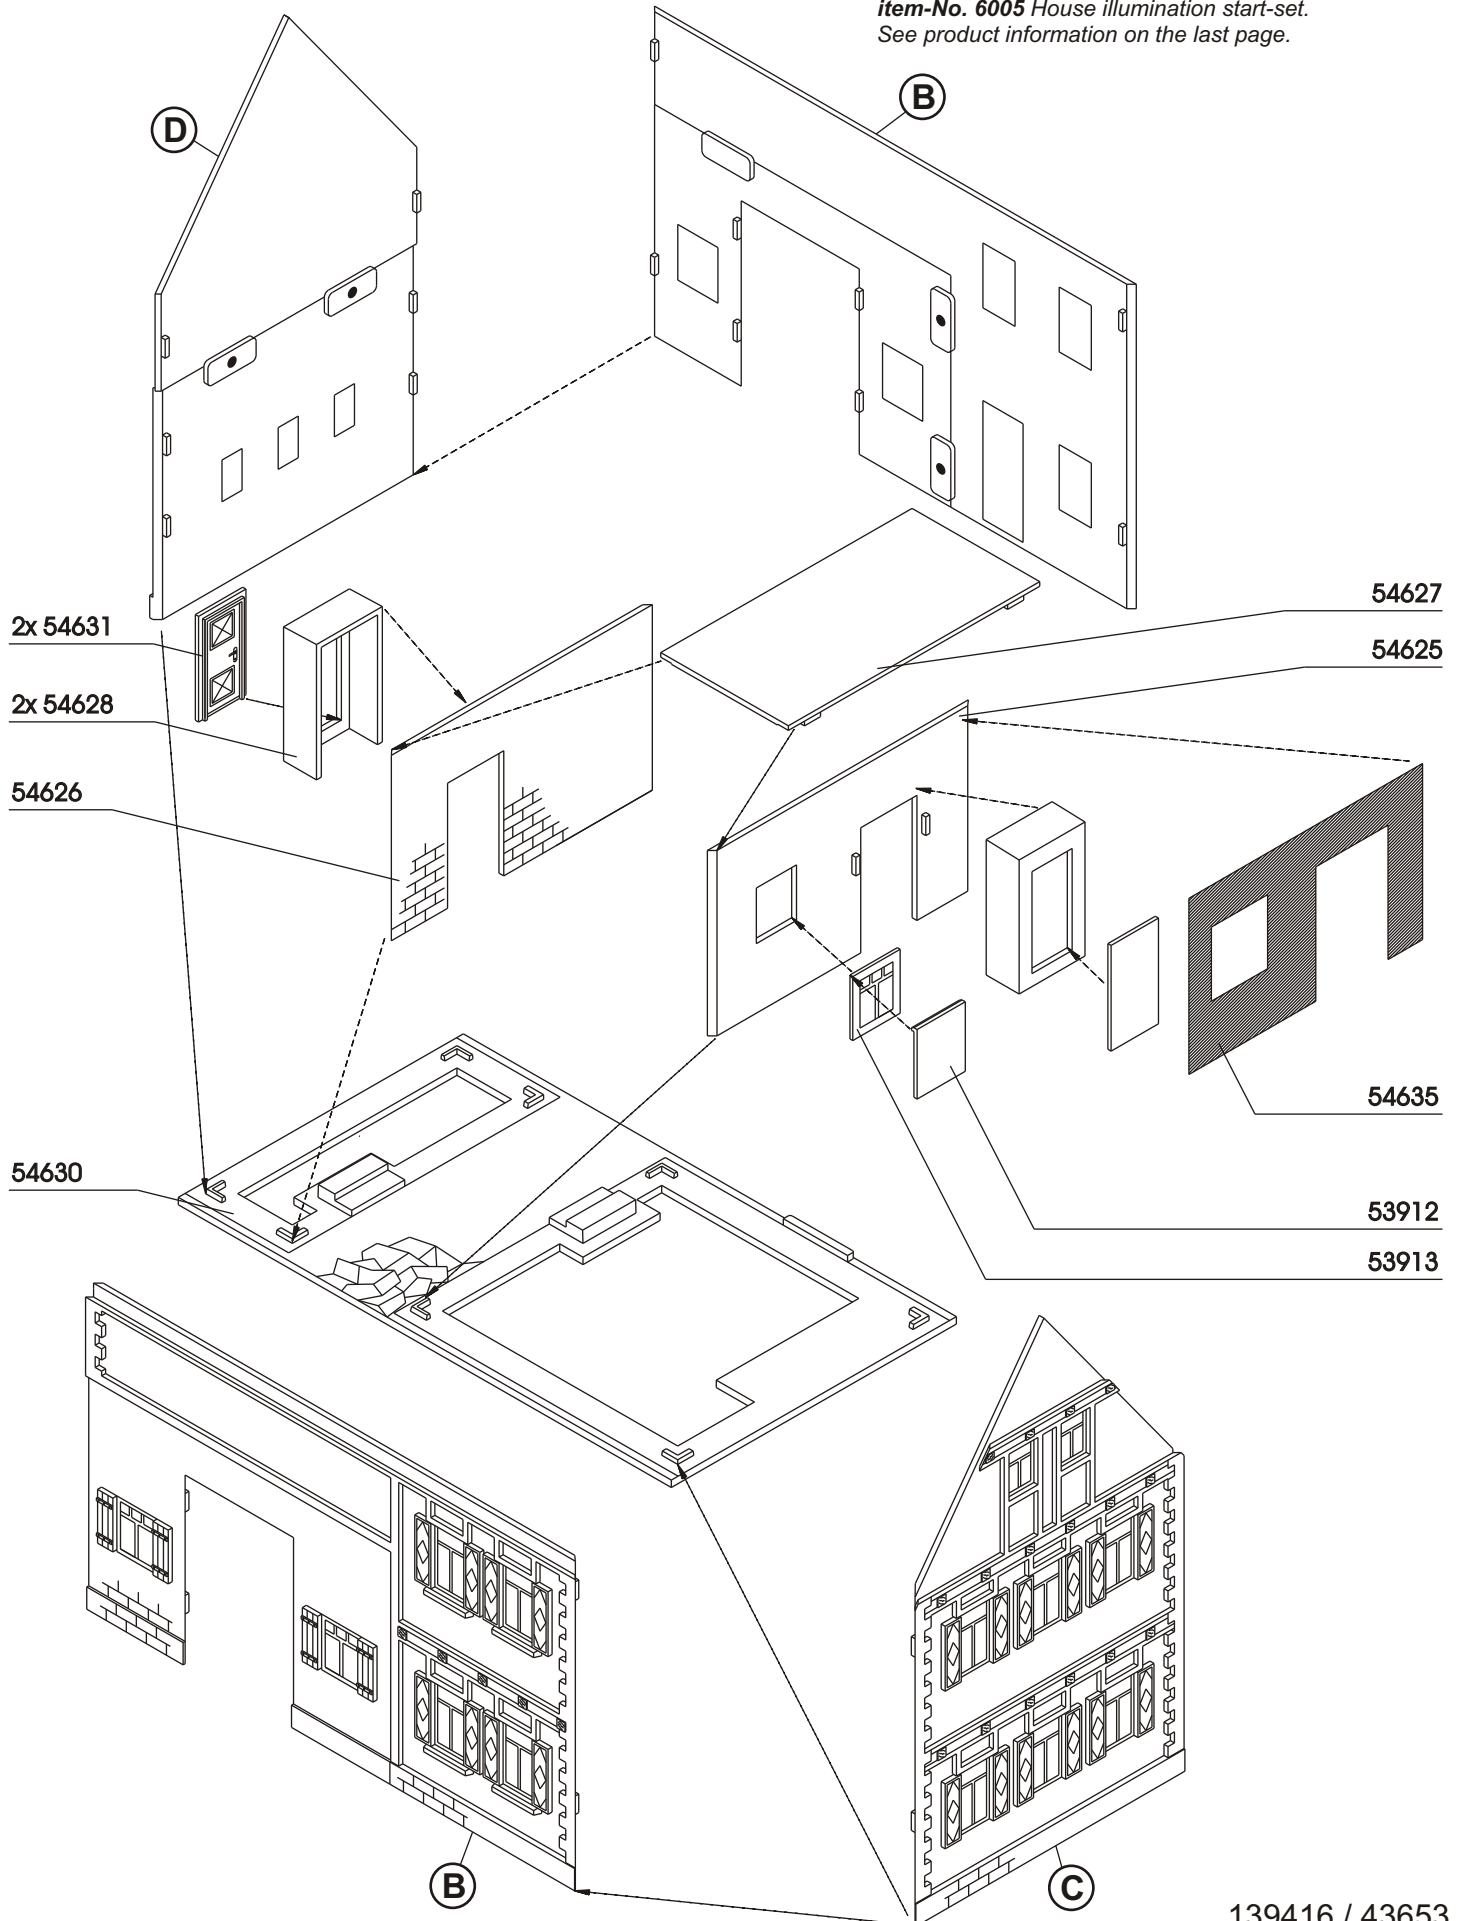 item-No. 6005 House illumination start-set.
See product information on the last page.
D
B
54627
2x 54631
54625
2x 54628
54626
54635
54630
53912
53913
B
C
139416 / 43653